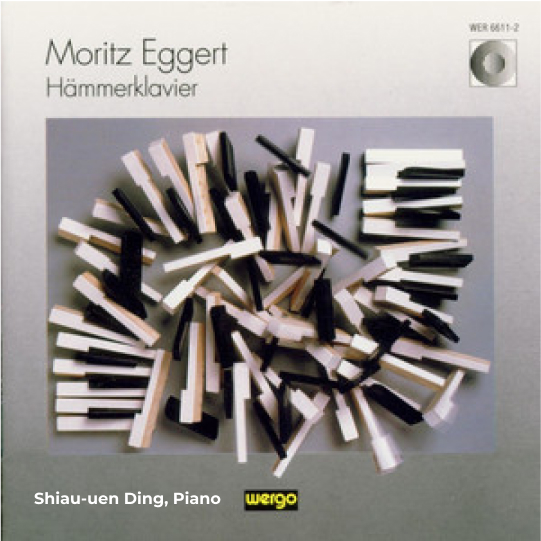 WER 6611-2
Moritz Eggert
Hämmerklavier
Shiau-uen Ding, Piano
wergo